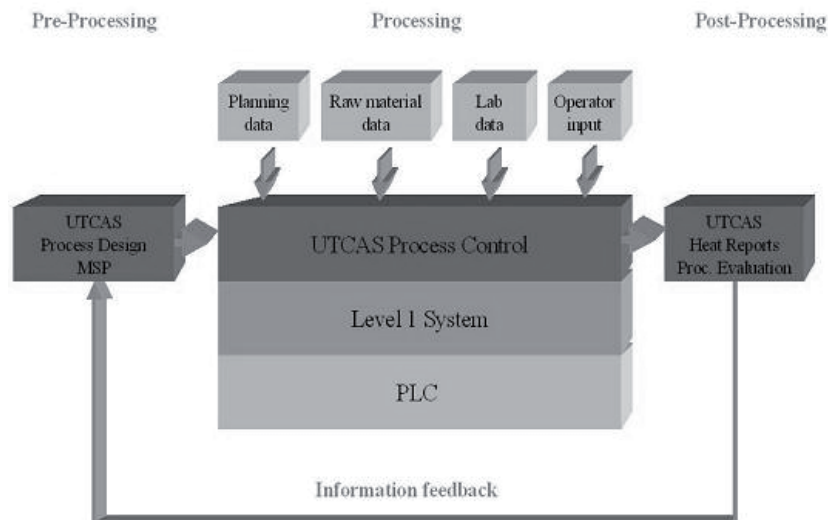 Pre-Processing
Processing
Post-Processing
Planning
data
Raw material
data
Lab
data
Operator
input
UTCAS
Process Design
MSP
UTCAS Process Control
UTCAS
Heat Reports
Proc. Evaluation
Level 1 System
PLC
Information feedback